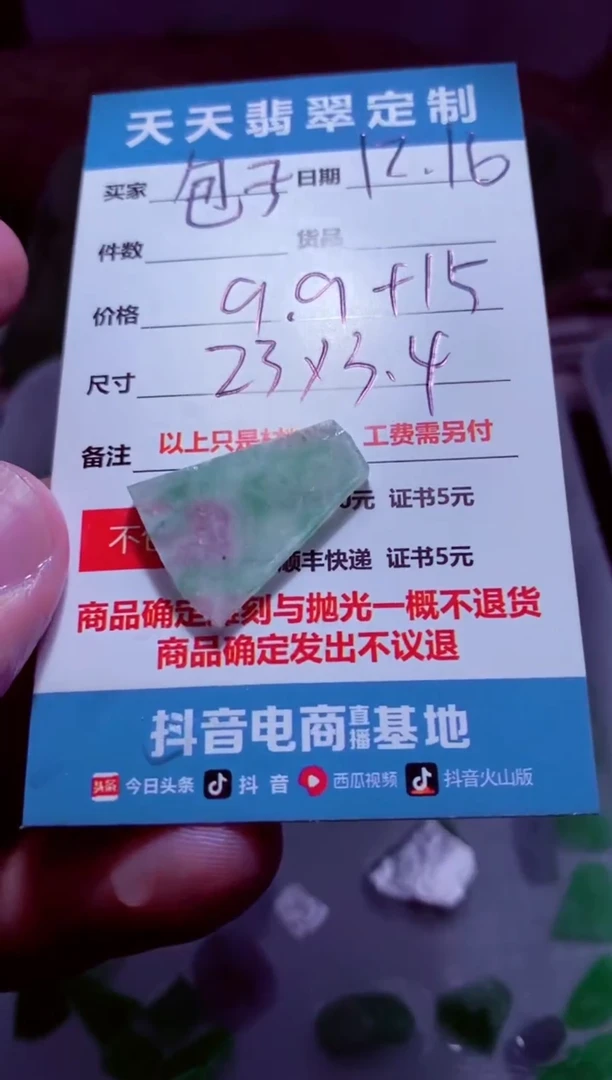 天天翡翠定制
买家 包子 日期 12.16
件数 货品
价格 9.9+15
尺寸 23×3.4
备注 以上只是 工费需另付
元 证书5元
不 顺丰快递 证书5元
商品确定雕刻与抛光一概不退货
商品确定发出不议退
抖音电商直播基地
头条 今日头条 抖音 西瓜视频 抖音火山版